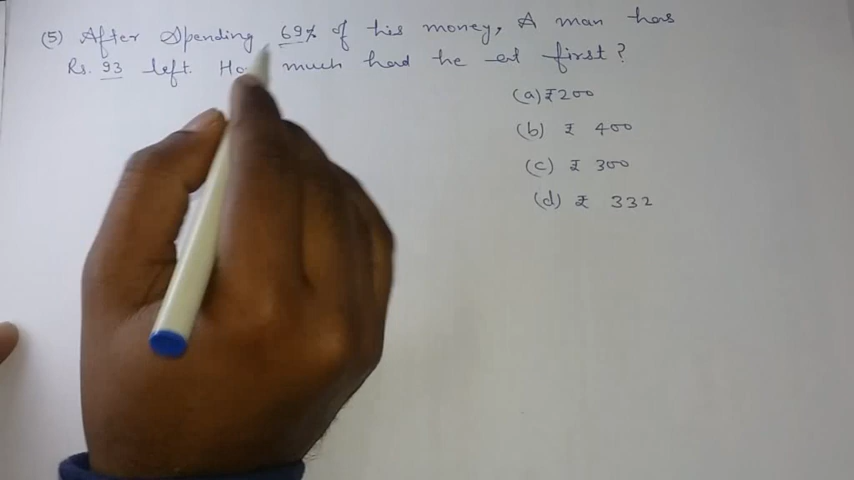 (5) After Spending 69% of his money, A man has
Rs. 93 left. much had he at first?
(a) ₹200
(b) ₹ 400
(c) ₹ 300
(d) ₹ 332